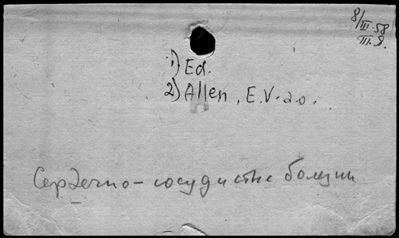 8/III.58
III.9.
1) Ed.
2) Allen, E.V. a.o.
Сердечно-сосудистые болезни